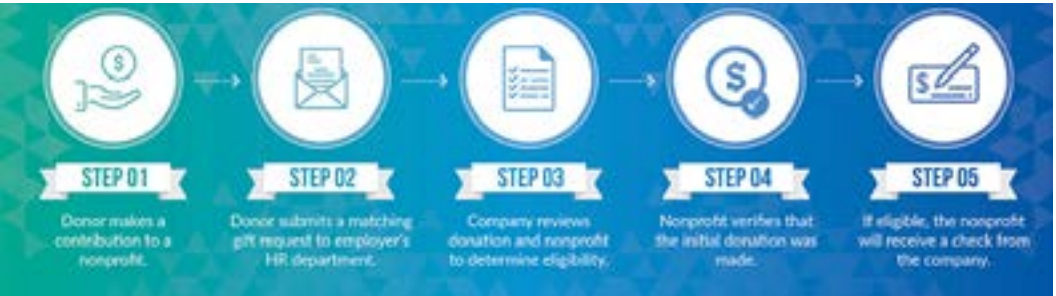 STEP 01
Donor makes a
contribution to a
nonprofit.
STEP 02
Donor submits a matching
gift request to employer's
HR department.
STEP 03
Company reviews
donation and nonprofit
to determine eligibility.
STEP 04
Nonprofit verifies that
the initial donation was
made.
STEP 05
If eligible, the nonprofit
will receive a check from
the company.